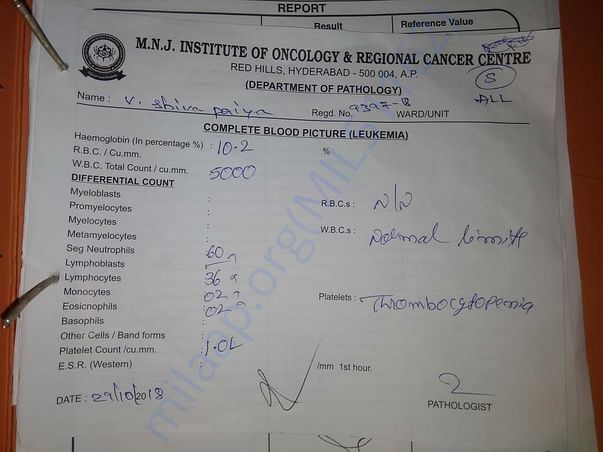 REPORT
Result Reference Value
M.N.J. INSTITUTE OF ONCOLOGY & REGIONAL CANCER CENTRE
RED HILLS, HYDERABAD - 500 004, A.P.
(DEPARTMENT OF PATHOLOGY)
S
ALL
Name : V. Shiva priya Regd. No. 9397-Q WARD/UNIT
COMPLETE BLOOD PICTURE (LEUKEMIA)
Haemoglobin (In percentage %) : 10.2 %
R.B.C. / Cu.mm.
W.B.C. Total Count / cu.mm. 5000
DIFFERENTIAL COUNT
Myeloblasts :
Promyelocytes : R.B.C.s : N/N
Myelocytes :
Metamyelocytes : W.B.C.s : Normal limits
Seg Neutrophils : 60
Lymphoblasts :
Lymphocytes : 36
Monocytes : 02
Eosicnophils : 02 Platelets : Thrombocytopenia
Basophils :
Other Cells / Band forms :
Platelet Count /cu.mm. : 1.0L
E.S.R. (Western) : /mm 1st hour.
DATE : 29/10/2018
PATHOLOGIST